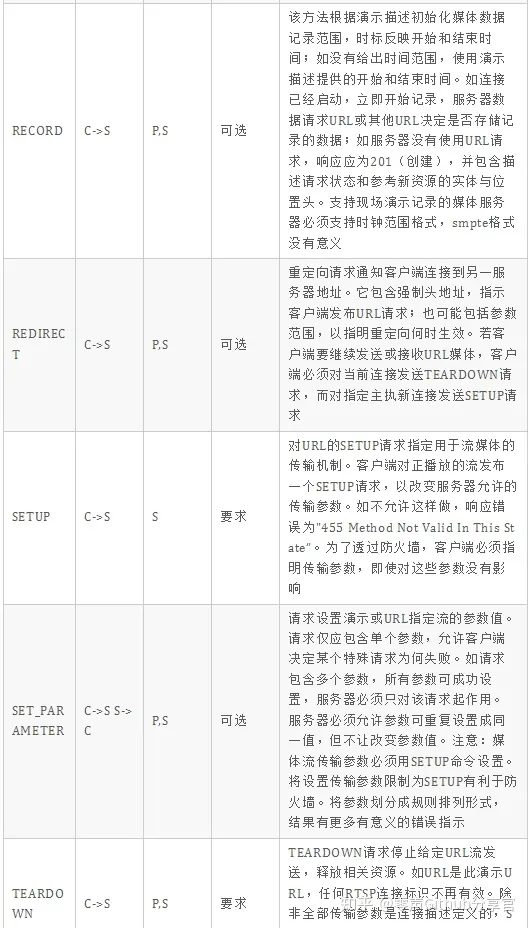 该方法根据演示描述初始化媒体数据
记录范围，时标反映开始和结束时
间；如没有给出时间范围，使用演示
描述提供的开始和结束时间。如连接
已经启动，立即开始记录，服务器数
据请求URL或其他URL决定是否存储记
录的数据；如服务器没有使用URL请
求，响应应为201（创建），并包含描
述请求状态和参考新资源的实体与位
置头。支持现场演示记录的媒体服务
器必须支持时钟范围格式，smpte格式
没有意义
RECORD C->S P,S 可选
重定向请求通知客户端连接到另一服
务器地址。它包含强制头地址，指示
客户端发布URL请求；也可能包括参数
范围，以指明重定向何时生效。若客
户端要继续发送或接收URL媒体，客户
端必须对当前连接发送TEARDOWN请
求，而对指定主执新连接发送SETUP请
求
REDIREC
T
C->S P,S 可选
对URL的SETUP请求指定用于流媒体的
传输机制。客户端对正播放的流发布
一个SETUP请求，以改变服务器允许的
传输参数。如不允许这样做，响应错
误为"455 Method Not Valid In This St
ate”。为了透过防火墙，客户端必须指
明传输参数，即使对这些参数没有影
响
SETUP C->S S 要求
请求设置演示或URL指定流的参数值。
请求仅应包含单个参数，允许客户端
决定某个特殊请求为何失败。如请求
包含多个参数，所有参数可成功设
置，服务器必须只对该请求起作用。
服务器必须允许参数可重复设置成同
一值，但不让改变参数值。注意：媒
体流传输参数必须用SETUP命令设置。
将设置传输参数限制为SETUP有利于防
火墙。将参数划分成规则排列形式，
结果有更多有意义的错误指示
SET_PAR
AMETER
C->S S->
C
P,S 可选
TEARDOWN请求停止给定URL流发
送，释放相关资源。如URL是此演示U
RL，任何RTSP连接标识不再有效。除
非全部传输参数是连接描述定义的，S
TEARDO
WN
C->S P,S 要求